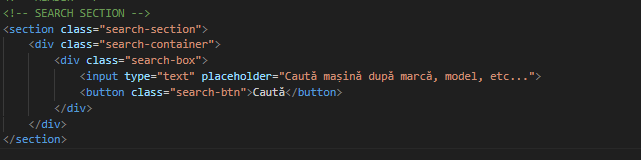 <!-- SEARCH SECTION -->
<section class="search-section">
<div class="search-container">
<div class="search-box">
<input type="text" placeholder="Caută mașină după marcă, model, etc...">
<button class="search-btn">Caută</button>
</div>
</div>
</section>